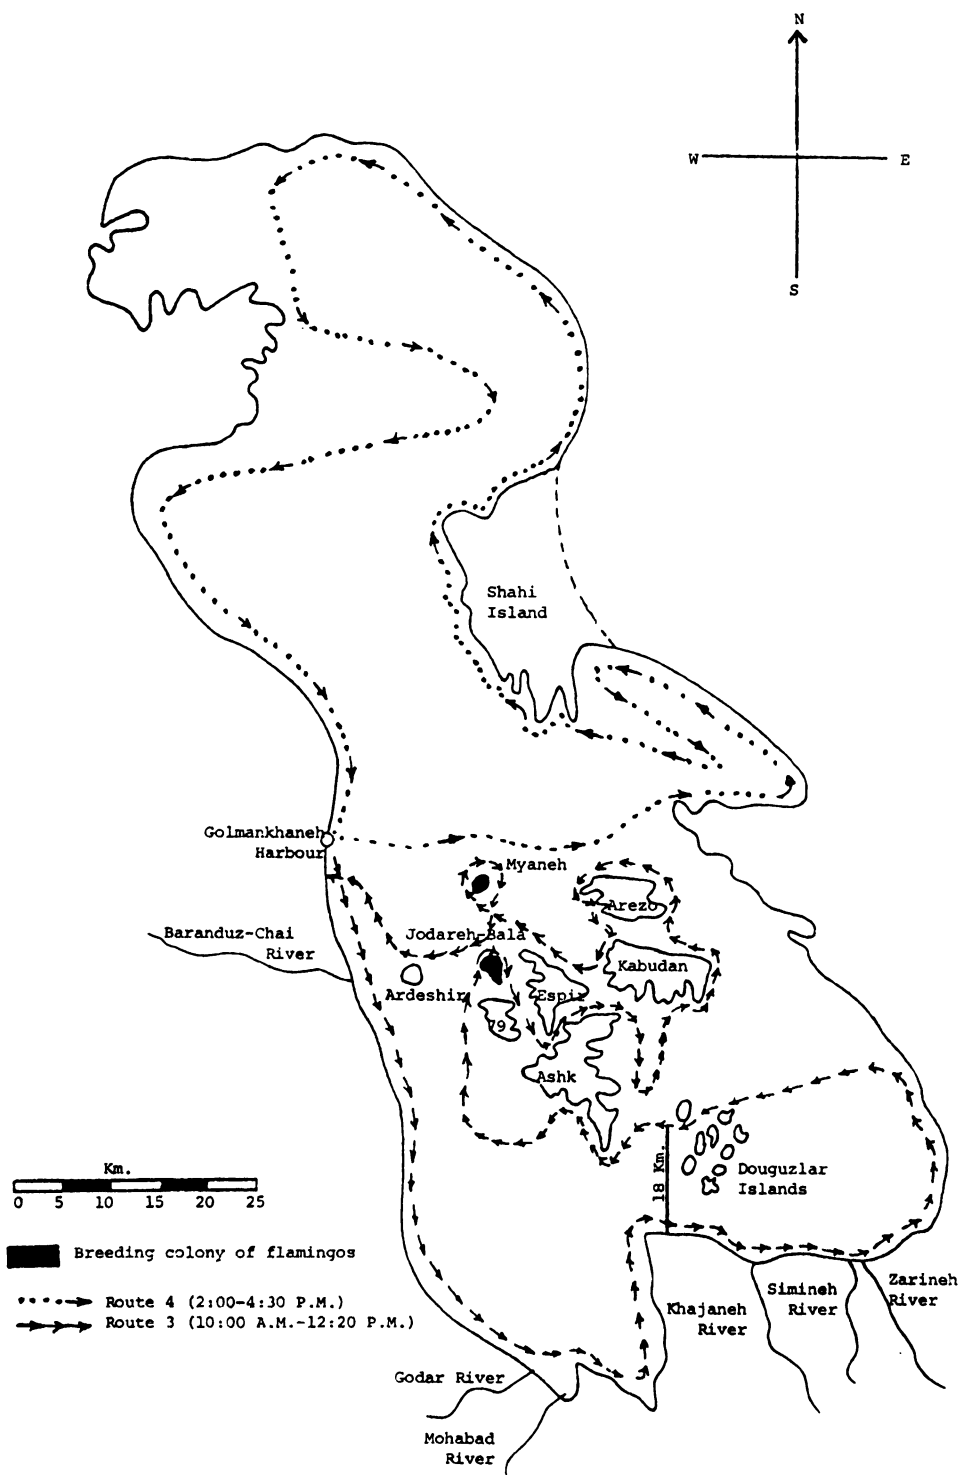 N
W
E
S
Shahi
Island
Golmankhaneh
Harbour
Myaneh
Arezo
Baranduz-Chai
River
Jodareh-Bala
Kabudan
Ardeshir
Espir
79
Ashk
18 Km.
Douguzlar
Islands
Km.
0 5 10 15 20 25
Breeding colony of flamingos
Route 4 (2:00-4:30 P.M.)
Route 3 (10:00 A.M.-12:20 P.M.)
Khajaneh
River
Simineh
River
Zarineh
River
Godar River
Mohabad
River